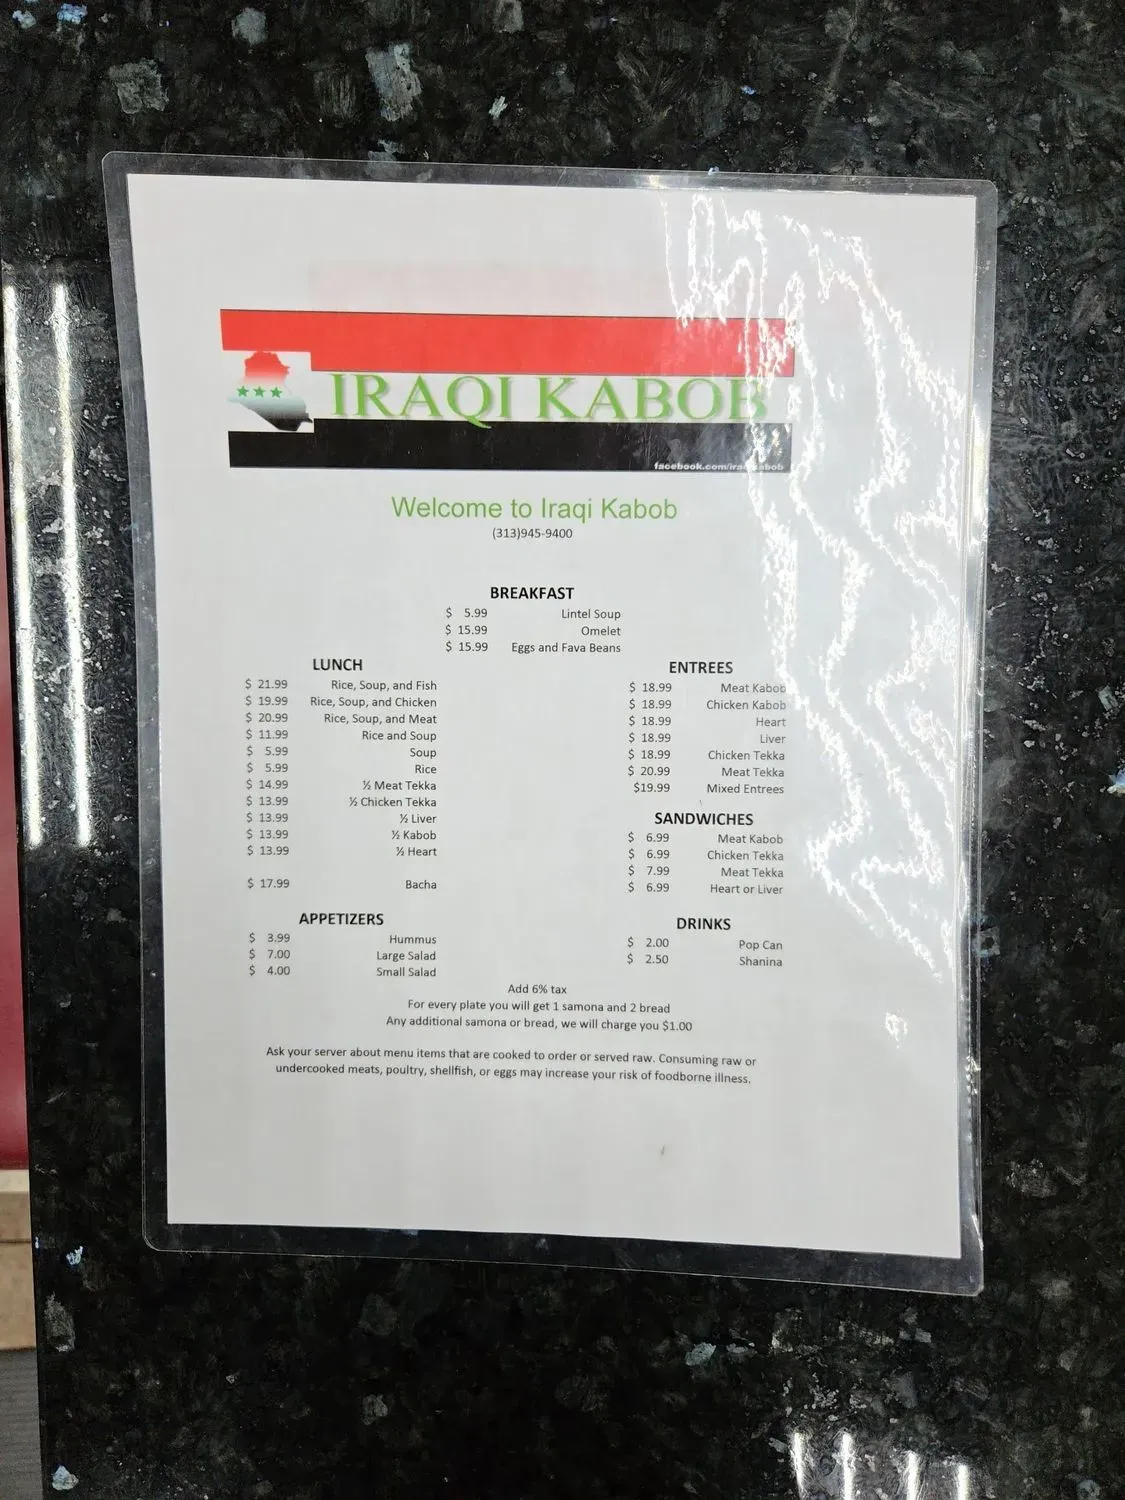 IRAQI KABOB
facebook.com/iraqikabob
Welcome to Iraqi Kabob
(313)945-9400
BREAKFAST
$ 5.99 Lintel Soup
$ 15.99 Omelet
$ 15.99 Eggs and Fava Beans
LUNCH
$ 21.99 Rice, Soup, and Fish
$ 19.99 Rice, Soup, and Chicken
$ 20.99 Rice, Soup, and Meat
$ 11.99 Rice and Soup
$ 5.99 Soup
$ 5.99 Rice
$ 14.99 ½ Meat Tekka
$ 13.99 ½ Chicken Tekka
$ 13.99 ½ Liver
$ 13.99 ½ Kabob
$ 13.99 ½ Heart
$ 17.99 Bacha
ENTREES
$ 18.99 Meat Kabob
$ 18.99 Chicken Kabob
$ 18.99 Heart
$ 18.99 Liver
$ 18.99 Chicken Tekka
$ 20.99 Meat Tekka
$19.99 Mixed Entrees
SANDWICHES
$ 6.99 Meat Kabob
$ 6.99 Chicken Tekka
$ 7.99 Meat Tekka
$ 6.99 Heart or Liver
APPETIZERS
$ 3.99 Hummus
$ 7.00 Large Salad
$ 4.00 Small Salad
DRINKS
$ 2.00 Pop Can
$ 2.50 Shanina
Add 6% tax
For every plate you will get 1 samona and 2 bread
Any additional samona or bread, we will charge you $1.00
Ask your server about menu items that are cooked to order or served raw. Consuming raw or
undercooked meats, poultry, shellfish, or eggs may increase your risk of foodborne illness.